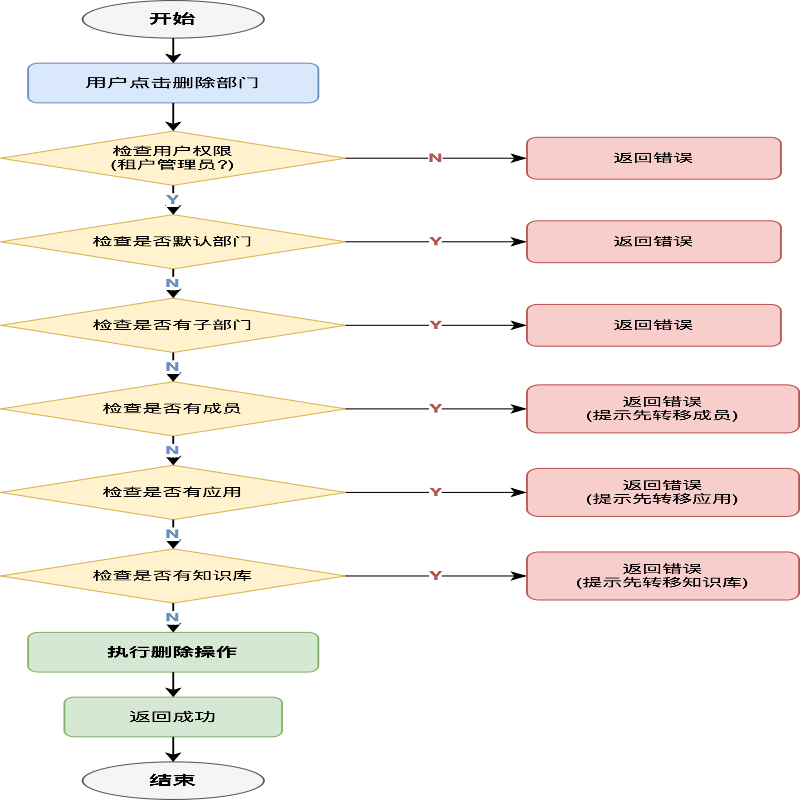 开始
用户点击删除部门
检查用户权限
(租户管理员?)
N
返回错误
Y
检查是否默认部门
Y
返回错误
N
检查是否有子部门
Y
返回错误
N
检查是否有成员
Y
返回错误
(提示先转移成员)
N
检查是否有应用
Y
返回错误
(提示先转移应用)
N
检查是否有知识库
Y
返回错误
(提示先转移知识库)
N
执行删除操作
返回成功
结束